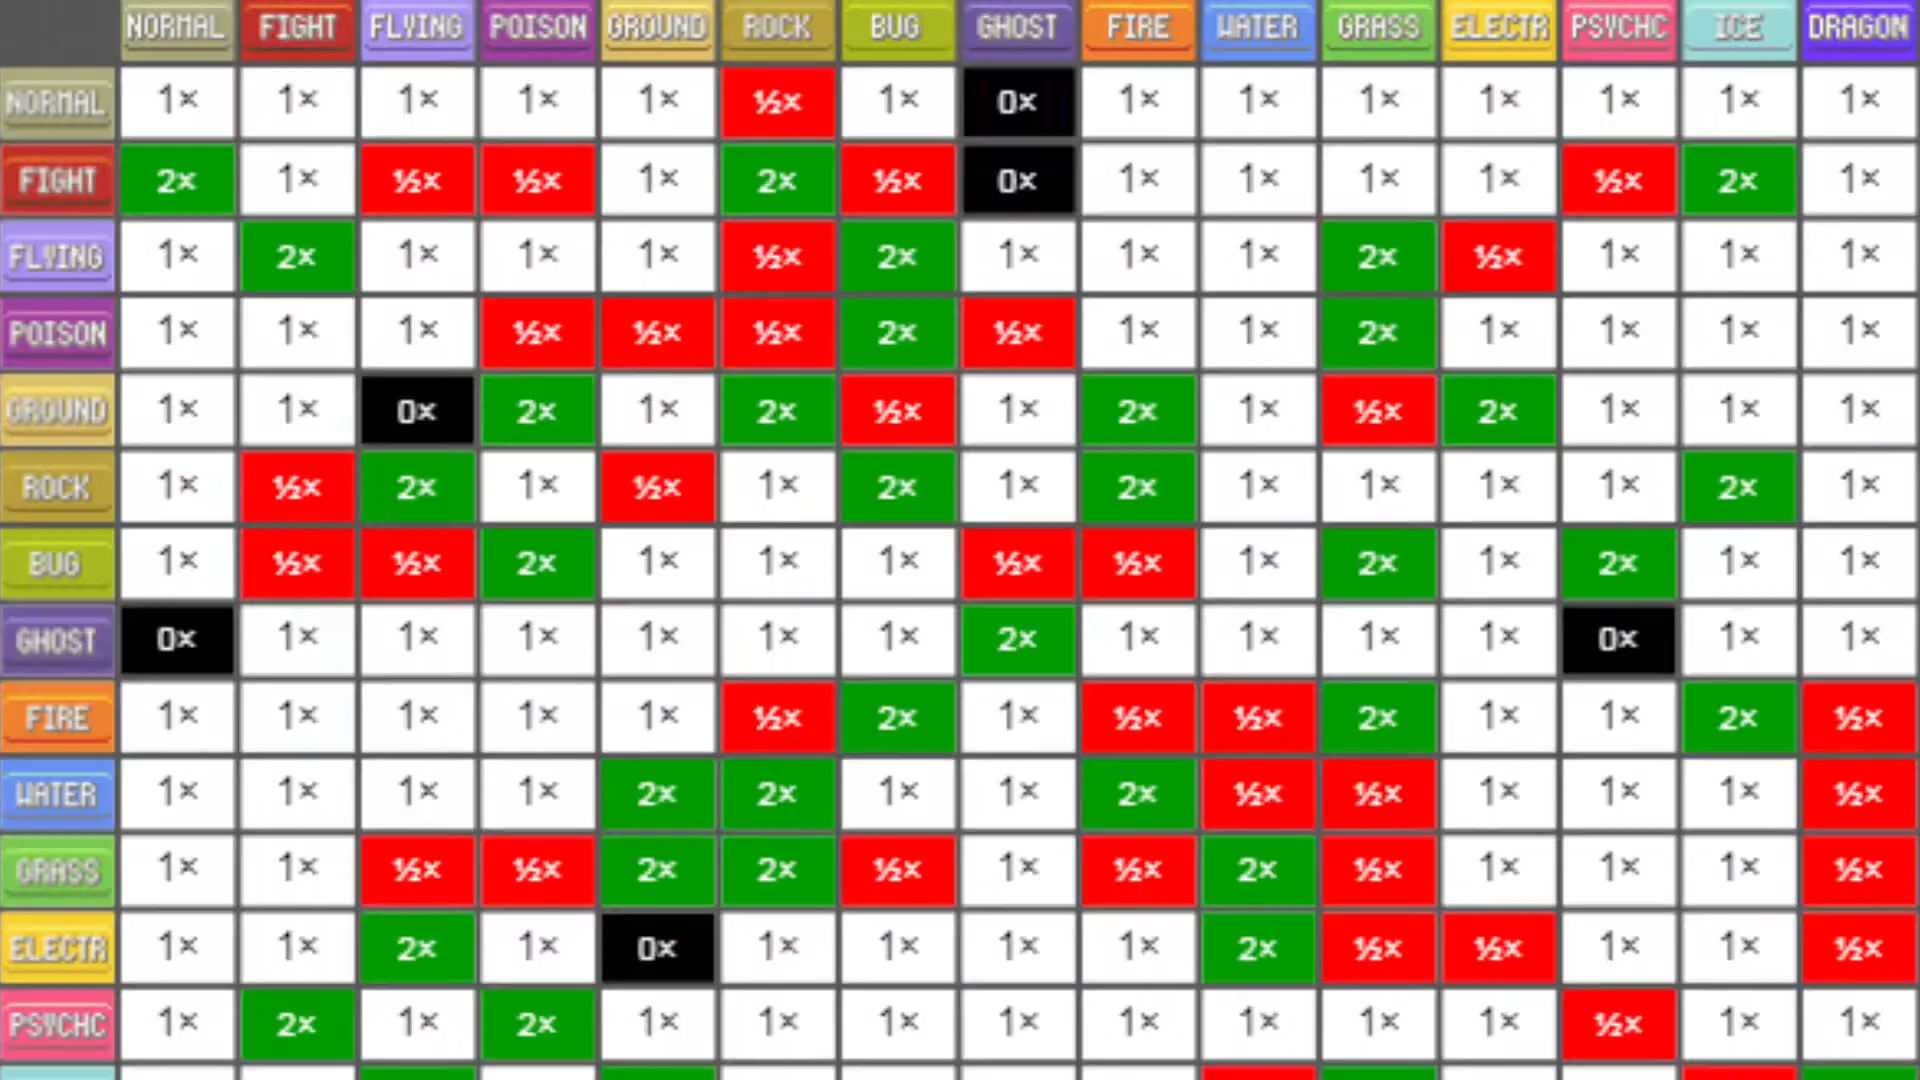 NORMAL FIGHT FLYING POISON GROUND ROCK BUG GHOST FIRE WATER GRASS ELECTR PSYCHC ICE DRAGON
NORMAL 1× 1× 1× 1× 1× ½× 1× 0× 1× 1× 1× 1× 1× 1× 1×
FIGHT 2× 1× ½× ½× 1× 2× ½× 0× 1× 1× 1× 1× ½× 2× 1×
FLYING 1× 2× 1× 1× 1× ½× 2× 1× 1× 1× 2× ½× 1× 1× 1×
POISON 1× 1× 1× ½× ½× ½× 2× ½× 1× 1× 2× 1× 1× 1× 1×
GROUND 1× 1× 0× 2× 1× 2× ½× 1× 2× 1× ½× 2× 1× 1× 1×
ROCK 1× ½× 2× 1× ½× 1× 2× 1× 2× 1× 1× 1× 1× 2× 1×
BUG 1× ½× ½× 2× 1× 1× 1× ½× ½× 1× 2× 1× 2× 1× 1×
GHOST 0× 1× 1× 1× 1× 1× 1× 2× 1× 1× 1× 1× 0× 1× 1×
FIRE 1× 1× 1× 1× 1× ½× 2× 1× ½× ½× 2× 1× 1× 2× ½×
WATER 1× 1× 1× 1× 2× 2× 1× 1× 2× ½× ½× 1× 1× 1× ½×
GRASS 1× 1× ½× ½× 2× 2× ½× 1× ½× 2× ½× 1× 1× 1× ½×
ELECTR 1× 1× 2× 1× 0× 1× 1× 1× 1× 2× ½× ½× 1× 1× ½×
PSYCHC 1× 2× 1× 2× 1× 1× 1× 1× 1× 1× 1× 1× ½× 1× 1×